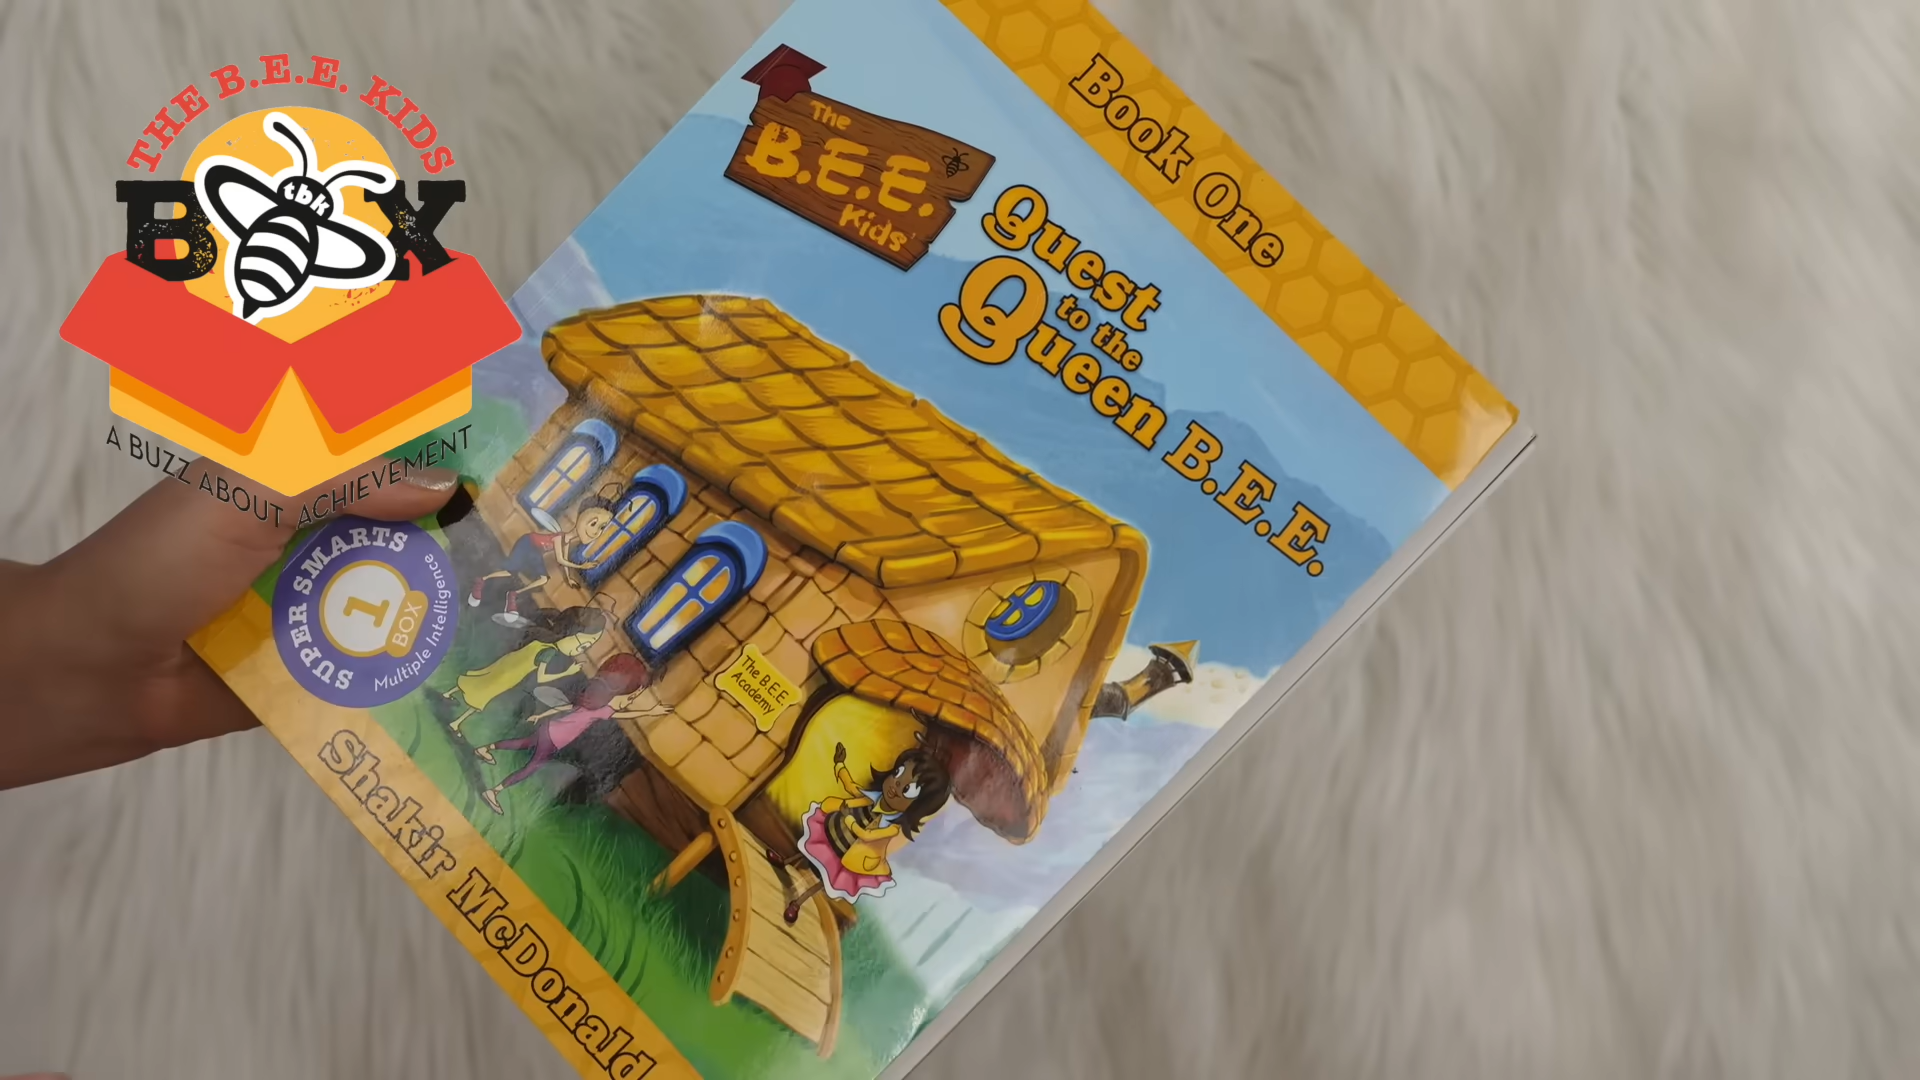 THE B.E.E. KIDS
BOX
tbk
A BUZZ ABOUT ACHIEVEMENT
Book One
The
B.E.E.
Kids'
Quest
to the
Queen B.E.E.
The B.E.E.
Academy
SUPER SMARTS
1
BOX
Multiple Intelligence
Shakir McDonald